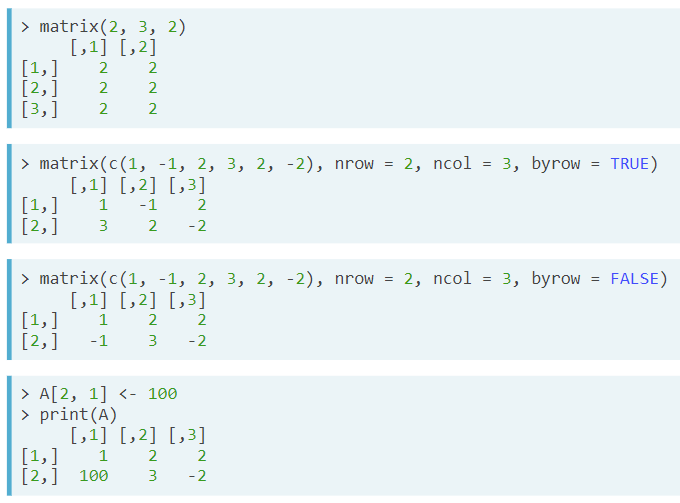 > matrix(2, 3, 2)
     [,1] [,2]
[1,]    2    2
[2,]    2    2
[3,]    2    2
> matrix(c(1, -1, 2, 3, 2, -2), nrow = 2, ncol = 3, byrow = TRUE)
     [,1] [,2] [,3]
[1,]    1   -1    2
[2,]    3    2   -2
> matrix(c(1, -1, 2, 3, 2, -2), nrow = 2, ncol = 3, byrow = FALSE)
     [,1] [,2] [,3]
[1,]    1    2    2
[2,]   -1    3   -2
> A[2, 1] <- 100
> print(A)
     [,1] [,2] [,3]
[1,]    1    2    2
[2,]  100    3   -2